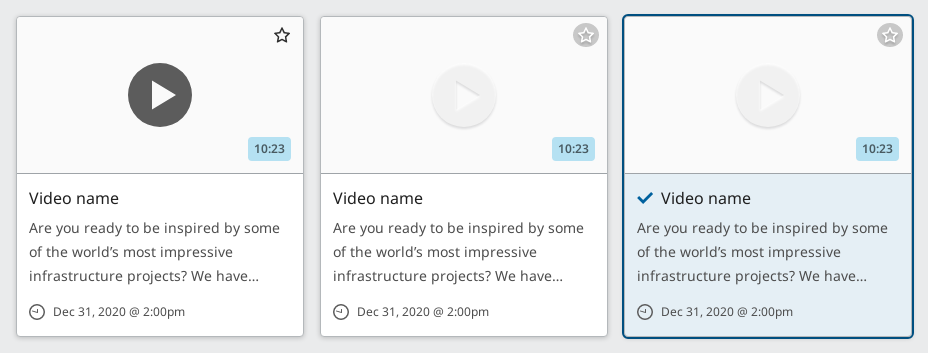 10:23
Video name
Are you ready to be inspired by some
of the world’s most impressive
infrastructure projects? We have...
Dec 31, 2020 @ 2:00pm
10:23
Video name
Are you ready to be inspired by some
of the world’s most impressive
infrastructure projects? We have...
Dec 31, 2020 @ 2:00pm
10:23
Video name
Are you ready to be inspired by some
of the world’s most impressive
infrastructure projects? We have...
Dec 31, 2020 @ 2:00pm